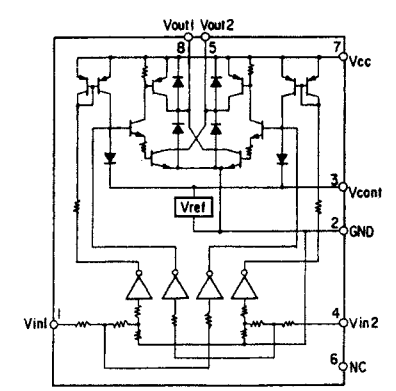 Vout1 Vout2
8 5 7
Vcc
3
Vcont
Vref
2
GND
1
Vin1
4
Vin2
6
NC